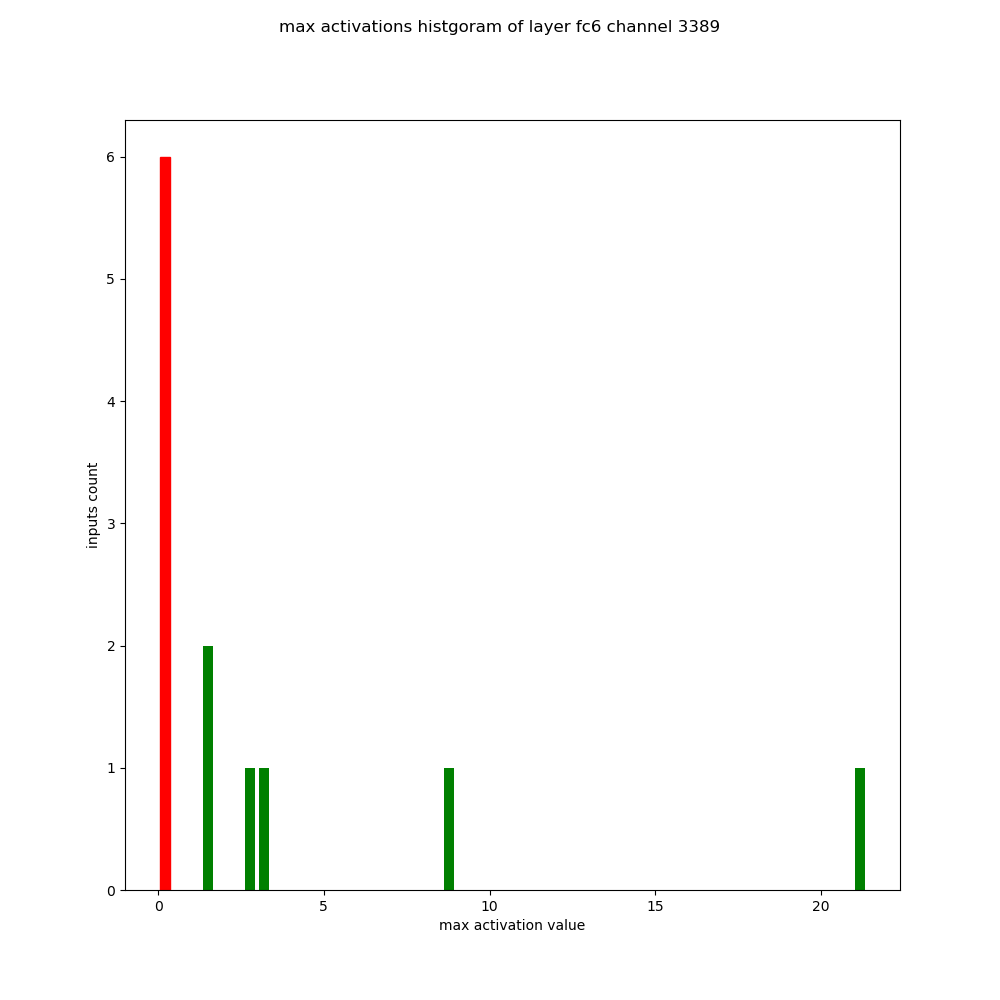 max activations histgoram of layer fc6 channel 3389
6
5
4
3
2
1
0
inputs count
0 5 10 15 20
max activation value